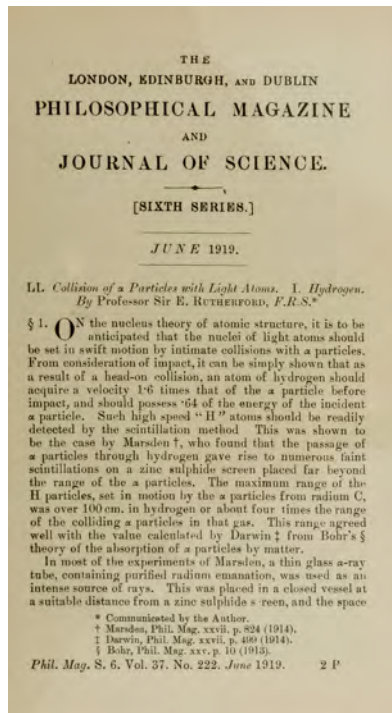 THE
LONDON, EDINBURGH, AND DUBLIN
PHILOSOPHICAL MAGAZINE
AND
JOURNAL OF SCIENCE.
[SIXTH SERIES.]
JUNE 1919.
LI. Collision of α Particles with Light Atoms. I. Hydrogen.
By Professor Sir E. RUTHERFORD, F.R.S.*
§ 1. ON the nucleus theory of atomic structure, it is to be
anticipated that the nuclei of light atoms should
be set in swift motion by intimate collisions with α particles.
From consideration of impact, it can be simply shown that as
a result of a head-on collision, an atom of hydrogen should
acquire a velocity 1·6 times that of the α particle before
impact, and should possess ·64 of the energy of the incident
α particle. Such high speed “ H ” atoms should be readily
detected by the scintillation method This was shown to
be the case by Marsden †, who found that the passage of
α particles through hydrogen gave rise to numerous faint
scintillations on a zinc sulphide screen placed far beyond
the range of the α particles. The maximum range of the
H particles, set in motion by the α particles from radium C,
was over 100 cm. in hydrogen or about four times the range
of the colliding α particles in that gas. This range agreed
well with the value calculated by Darwin ‡ from Bohr's §
theory of the absorption of α particles by matter.
In most of the experiments of Marsden, a thin glass α-ray
tube, containing purified radium emanation, was used as an
intense source of rays. This was placed in a closed vessel at
a suitable distance from a zinc sulphide s reen, and the space
* Communicated by the Author.
† Marsden, Phil. Mag. xxvii. p. 824 (1914).
‡ Darwin, Phil. Mag. xxvii. p. 499 (1914).
§ Bohr, Phil. Mag. xxv. p. 10 (1913).
Phil. Mag. S. 6. Vol. 37. No. 222. June 1919. 2 P